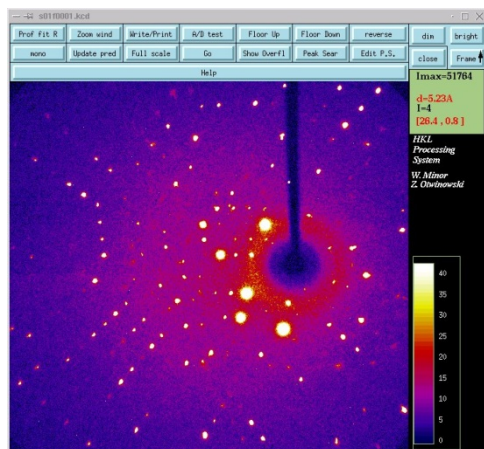 s01f0001.kcd
Prof fit R Zoom wind Write/Print A/D test Floor Up Floor Down reverse dim bright
mono Update pred Full scale Go Show Overfl Peak Sear Edit P.S. close Frame
Help
Imax=51764
d=5.23A
I=4
[26.4 , 0.8 ]
HKL
Processing
System
W. Minor
Z. Otwinowski
40
35
30
25
20
15
10
5
0